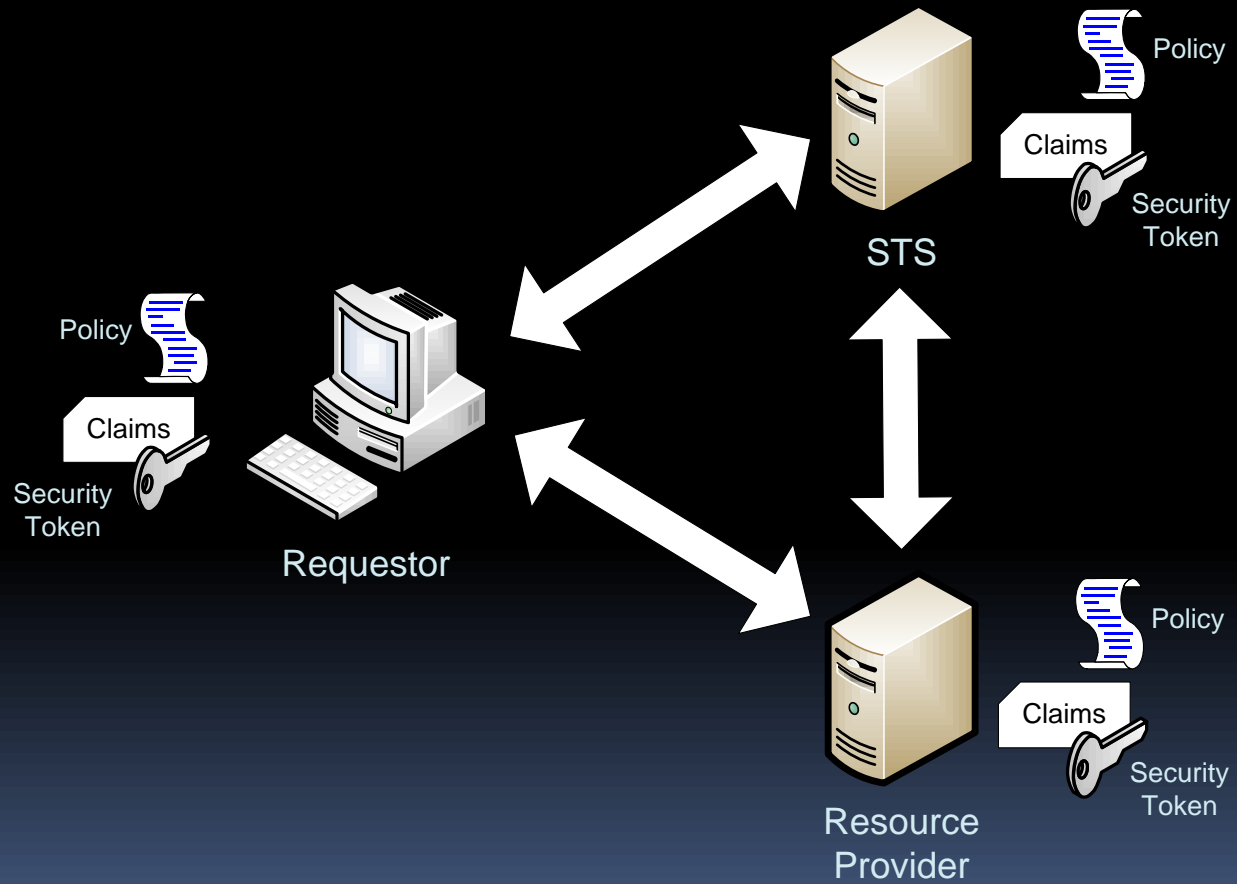 Policy
Claims
Security
Token
STS
Policy
Claims
Security
Token
Requestor
Policy
Claims
Security
Token
Resource
Provider